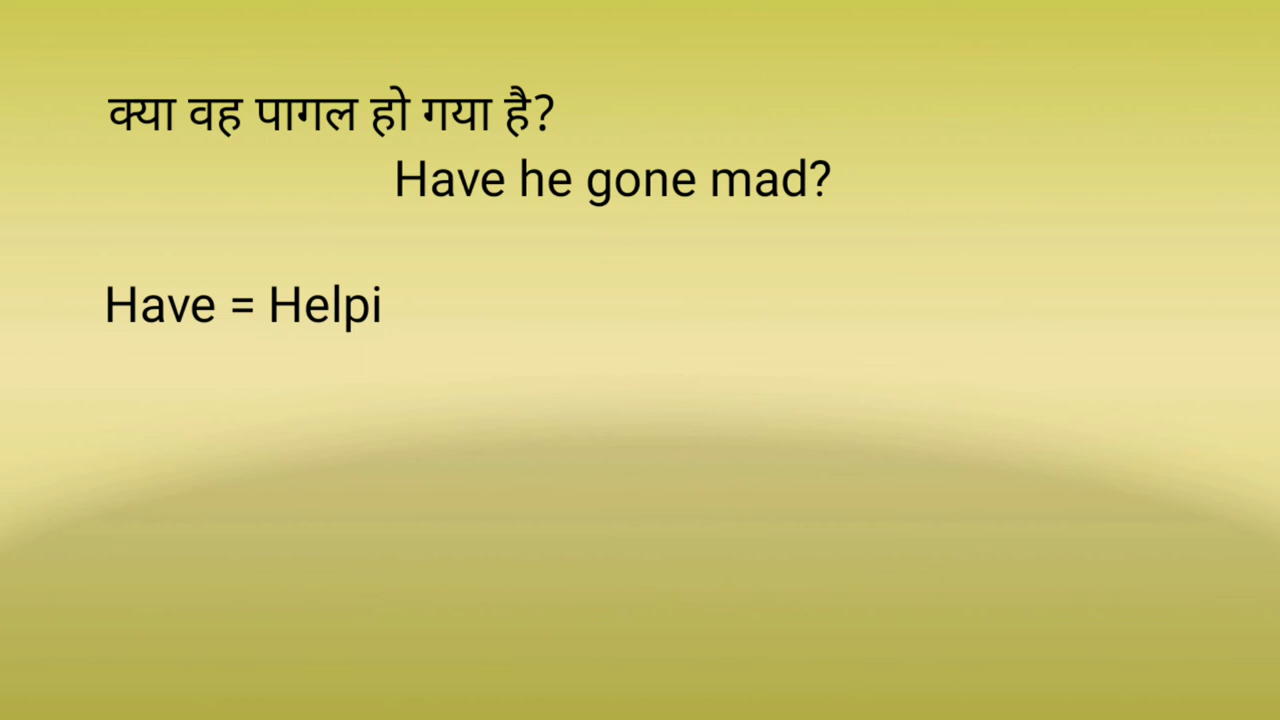 क्या वह पागल हो गया है?
Have he gone mad?
Have = Helpi